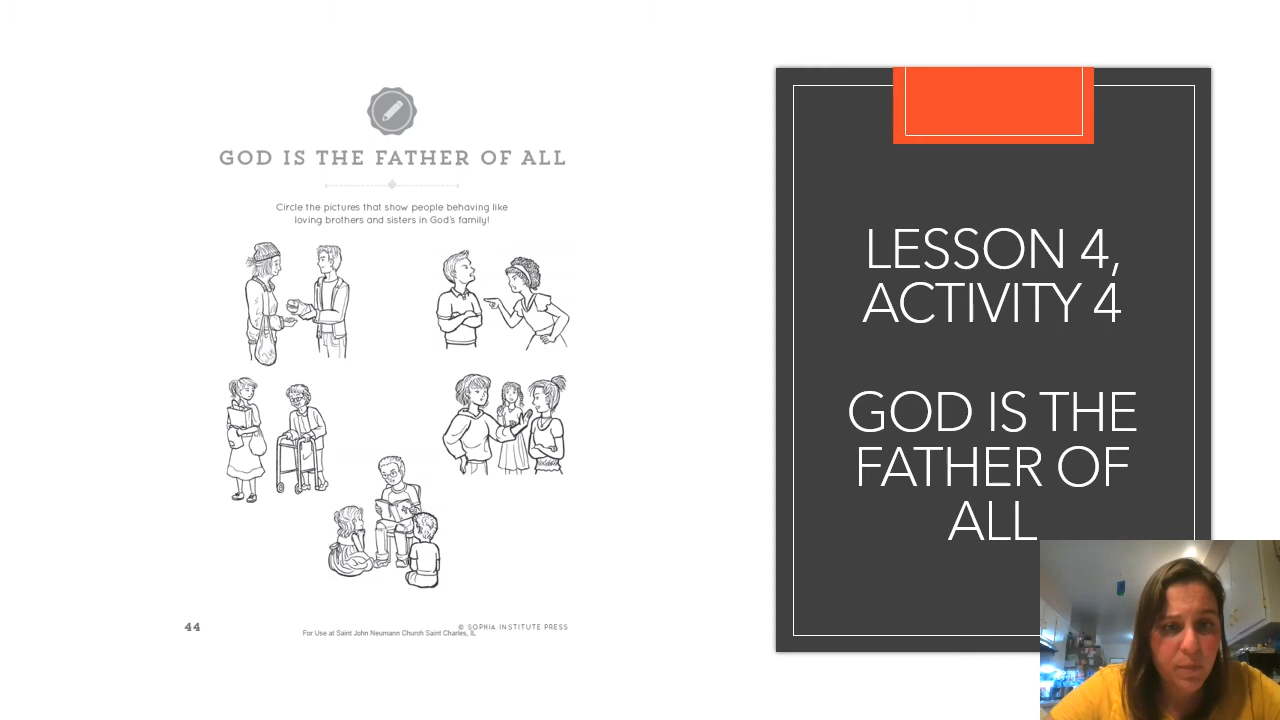 GOD IS THE FATHER OF ALL
Circle the pictures that show people behaving like
loving brothers and sisters in God's family!
44
© SOPHIA INSTITUTE PRESS
For Use at Saint John Neumann Church Saint Charles, IL
LESSON 4,
ACTIVITY 4
GOD IS THE
FATHER OF
ALL